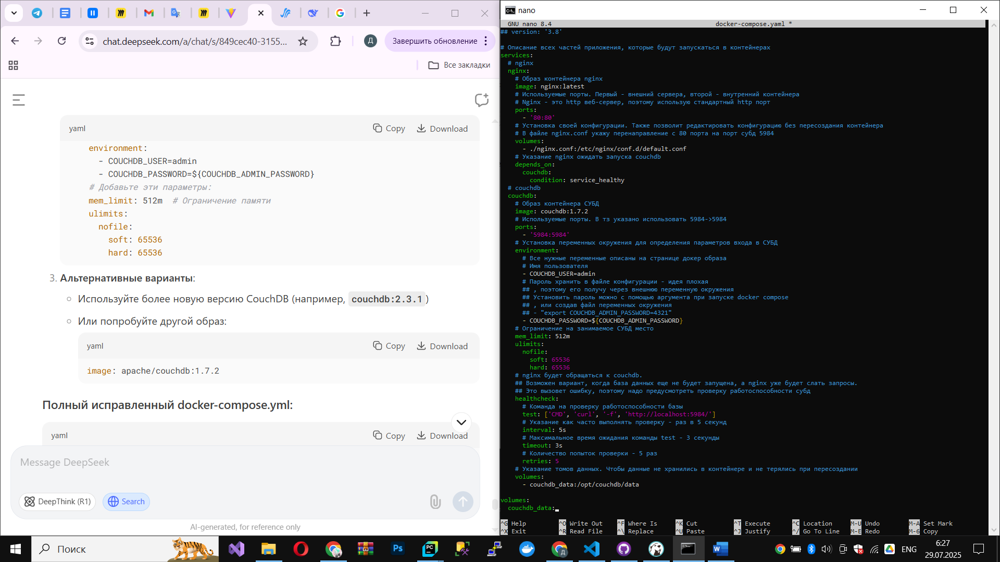 chat.deepseek.com/a/chat/s/849cec40-3155...
Д
Завершить обновление
Все закладки
yaml
Copy
Download
environment:
- COUCHDB_USER=admin
- COUCHDB_PASSWORD=${COUCHDB_ADMIN_PASSWORD}
# Добавьте эти параметры:
mem_limit: 512m  # Ограничение памяти
ulimits:
nofile:
soft: 65536
hard: 65536
3. Альтернативные варианты:
Используйте более новую версию CouchDB (например, couchdb:2.3.1)
Или попробуйте другой образ:
yaml
Copy
Download
image: apache/couchdb:1.7.2
Полный исправленный docker-compose.yml:
yaml
Copy
Download
Message DeepSeek
DeepThink (R1)
Search
AI-generated, for reference only
nano
GNU nano 8.4
docker-compose.yaml *
## version: '3.8'
# Описание всех частей приложения, которые будут запускаться в контейнерах
services:
# nginx
nginx:
# Образ контейнера nginx
image: nginx:latest
# Используемые порты. Первый - внешний сервера, второй - внутренний контейнера
# Nginx - это http веб-сервер, поэтому использую стандартный http порт
ports:
- '80:80'
# Установка своей конфигурации. Также позволит редактировать конфигурацию без пересоздания контейнера
# В файле nginx.conf укажу перенаправление с 80 порта на порт субд 5984
volumes:
- ./nginx.conf:/etc/nginx/conf.d/default.conf
# Указание nginx ожидать запуска couchdb
depends_on:
couchdb:
condition: service_healthy
# couchdb
couchdb:
# Образ контейнера СУБД
image: couchdb:1.7.2
# Используемые порты. В тз указано использовать 5984->5984
ports:
- '5984:5984'
# Установка переменных окружения для определения параметров входа в СУБД
environment:
# Все нужные переменные описаны на странице докер образа
# Имя пользователя
- COUCHDB_USER=admin
# Пароль хранить в файле конфигурации - идея плохая
## , поэтому его получу через внешнюю переменную окружения
## Установить пароль можно с помощью аргумента при запуске docker compose
## , или создав файл переменных окружения
## - "export COUCHDB_ADMIN_PASSWORD=4321"
- COUCHDB_PASSWORD=${COUCHDB_ADMIN_PASSWORD}
# Ограничение на занимаемое СУБД место
mem_limit: 512m
ulimits:
nofile:
soft: 65536
hard: 65536
# nginx будет обращаться к couchdb.
## Возможен вариант, когда база данных еще не будет запущена, а nginx уже будет слать запросы.
## Это вызовет ошибку, поэтому надо предусмотреть проверку работоспособности субд
healthcheck:
# Команда на проверку работоспособности базы
test: ['CMD', 'curl', '-f', 'http://localhost:5984/']
# Указание как часто выполнять проверку - раз в 5 секунд
interval: 5s
# Максимальное время ожидания команды test - 3 секунды
timeout: 3s
# Количество попыток проверки - 5 раз
retries: 5
# Указание томов данных. Чтобы данные не хранились в контейнере и не терялись при пересоздании
volumes:
- couchdb_data:/opt/couchdb/data
volumes:
couchdb_data:
^G Help ^O Write Out ^F Where Is ^K Cut ^T Execute ^C Location M-U Undo M-A Set Mark
^X Exit ^R Read File ^\ Replace ^U Paste ^J Justify ^/ Go To Line M-E Redo M-6 Copy
Поиск
ENG
6:27
29.07.2025